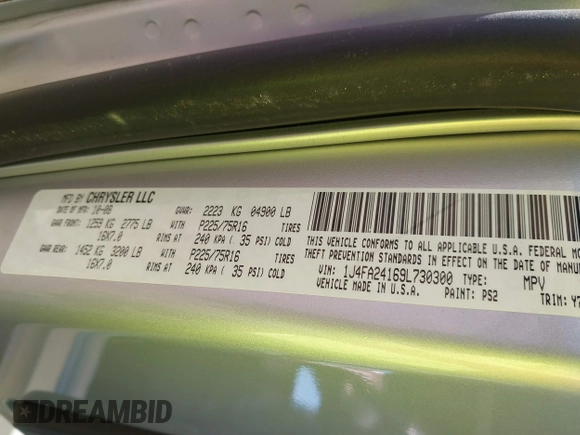 MFD BY CHRYSLER LLC
DATE OF MFR: 10-08 GVWR: 2223 KG 04900 LB
GAWR FRONT: 1259 KG 2775 LB WITH P225/75R16 TIRES
16X7.0 RIMS AT 240 KPA ( 35 PSI) COLD
GAWR REAR: 1452 KG 3200 LB WITH P225/75R16 TIRES
16X7.0 RIMS AT 240 KPA ( 35 PSI) COLD
THIS VEHICLE CONFORMS TO ALL APPLICABLE U.S.A. FEDERAL MO
THEFT PREVENTION STANDARDS IN EFFECT ON THE DATE OF MANU
VIN: 1J4FA24169L730300 TYPE: MPV
VEHICLE MADE IN U.S.A. PAINT: PS2 TRIM:
DREAMBID